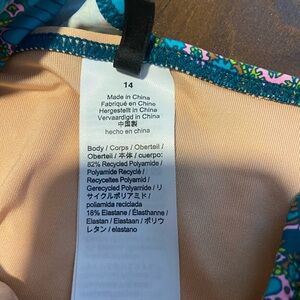 14
Made in China
Fabriqué en Chine
Hergestellt in China
Vervaardigd in China
中国製
hecho en china
Body / Corps / Oberteil /
Oberteil / 本体 / cuerpo:
82% Recycled Polyamide /
Polyamide Recyclé /
Recyceltes Polyamid /
Gerecycled Polyamide / リ
サイクルポリアミド /
poliamida reciclada
18% Elastane / Élasthanne /
Elastan / Elastaan / ポリウ
レタン / elastano